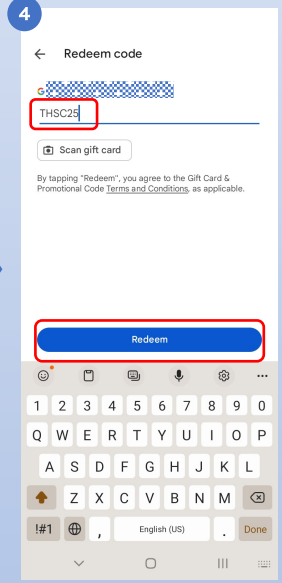 4
Redeem code
THSC25
Scan gift card
By tapping "Redeem", you agree to the Gift Card &
Promotional Code Terms and Conditions, as applicable.
Redeem
1 2 3 4 5 6 7 8 9 0
Q W E R T Y U I O P
A S D F G H J K L
Z X C V B N M
!#1 , English (US) . Done